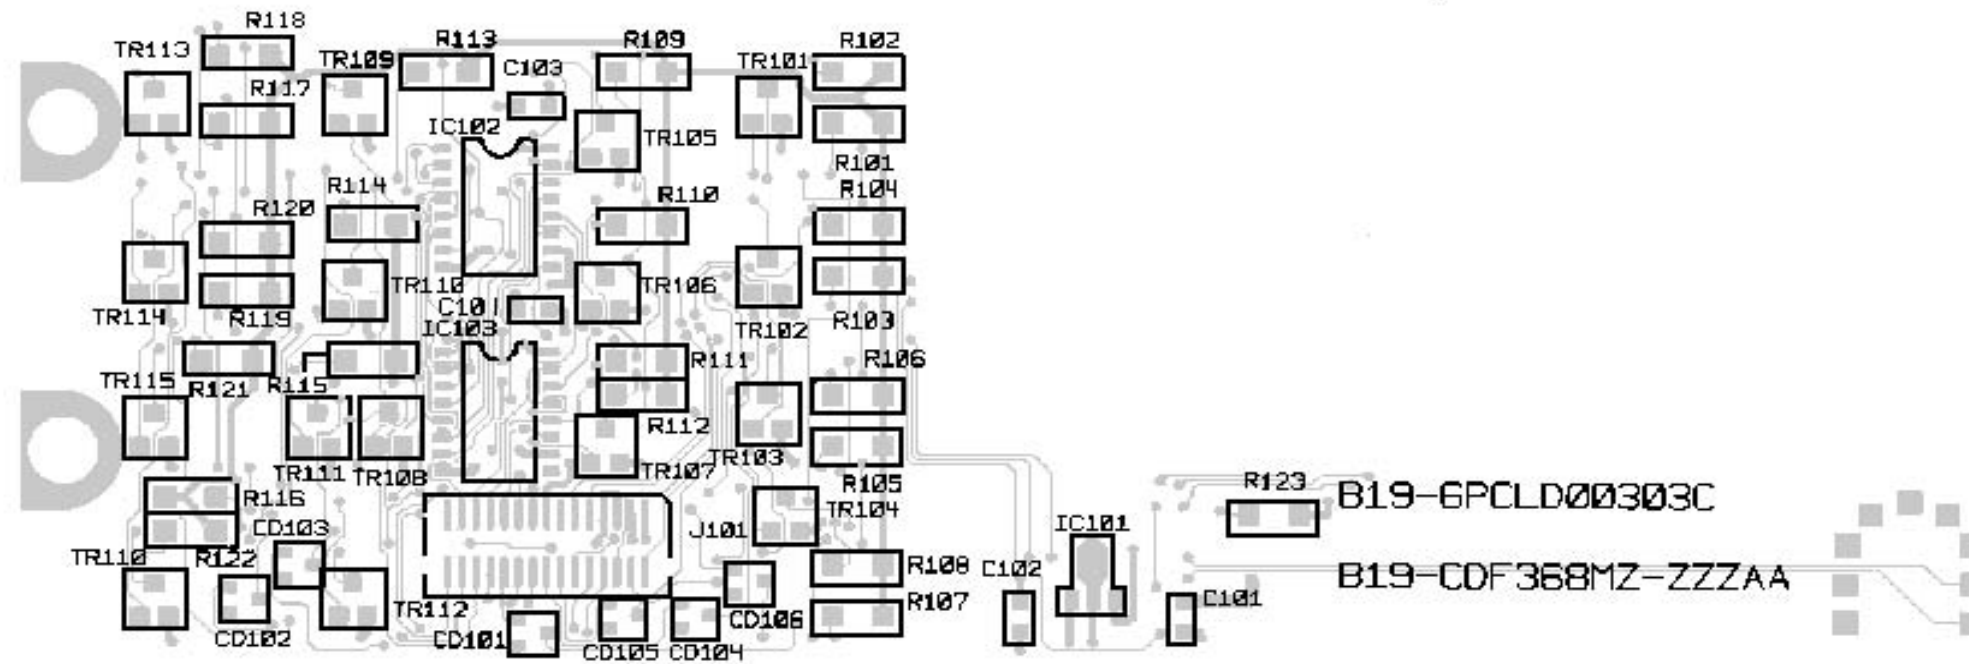 R118
TR113
TR109
R113
C103
R109
TR101
R102
R117
IC102
TR105
R101
R114
R110
R104
R120
TR114
R119
TR110
C101
IC103
TR106
TR102
R103
TR115
R121
R115
R111
R106
R112
TR111
TR108
TR107
TR103
R105
R116
CD103
J101
TR104
IC101
R123
B19-6PCLD00303C
TR110
R122
R108
C102
B19-CDF368MZ-ZZZAA
CD102
TR112
CD101
CD105
CD104
CD106
R107
C101